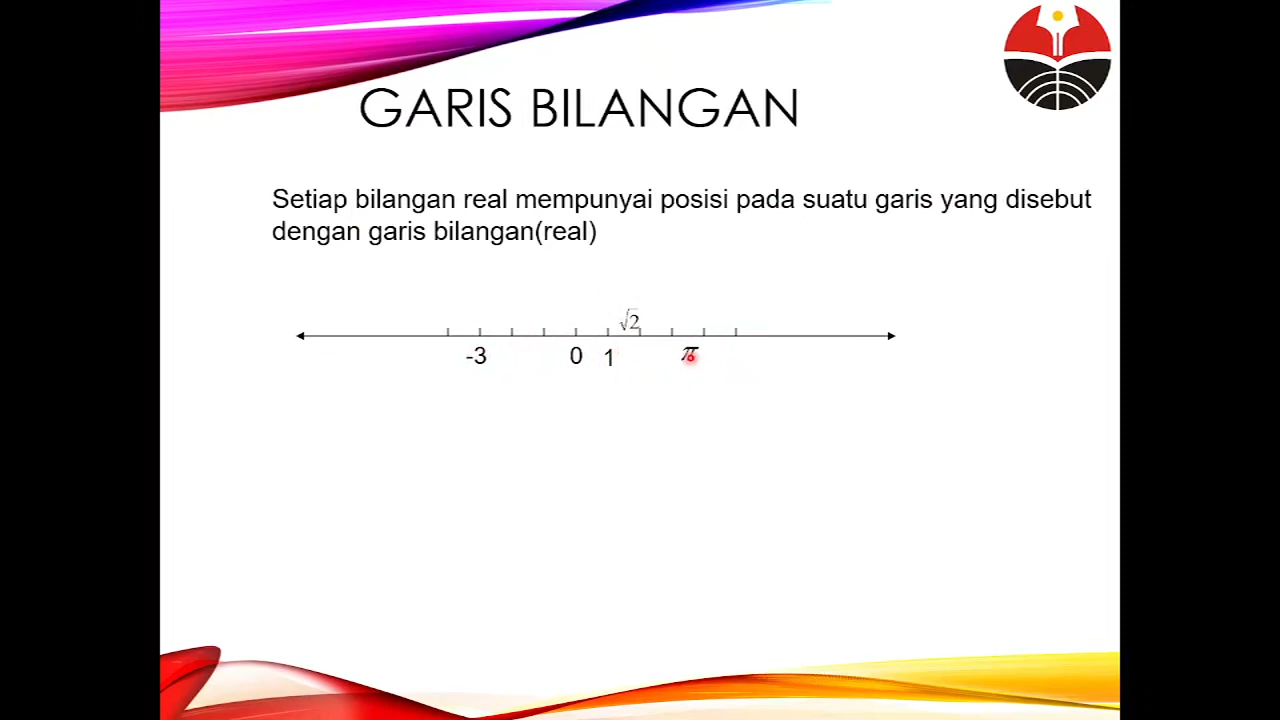 GARIS BILANGAN
Setiap bilangan real mempunyai posisi pada suatu garis yang disebut
dengan garis bilangan(real)
√2
-3 0 1 π